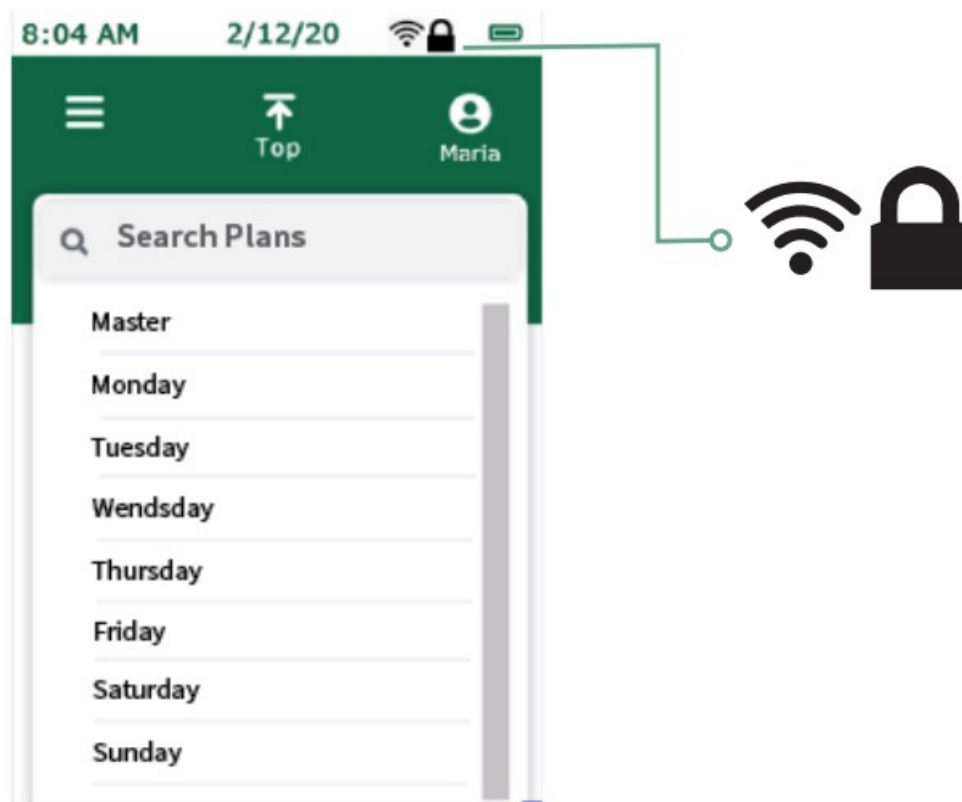 8:04 AM 2/12/20
Top
Maria
Search Plans
Master
Monday
Tuesday
Wendsday
Thursday
Friday
Saturday
Sunday